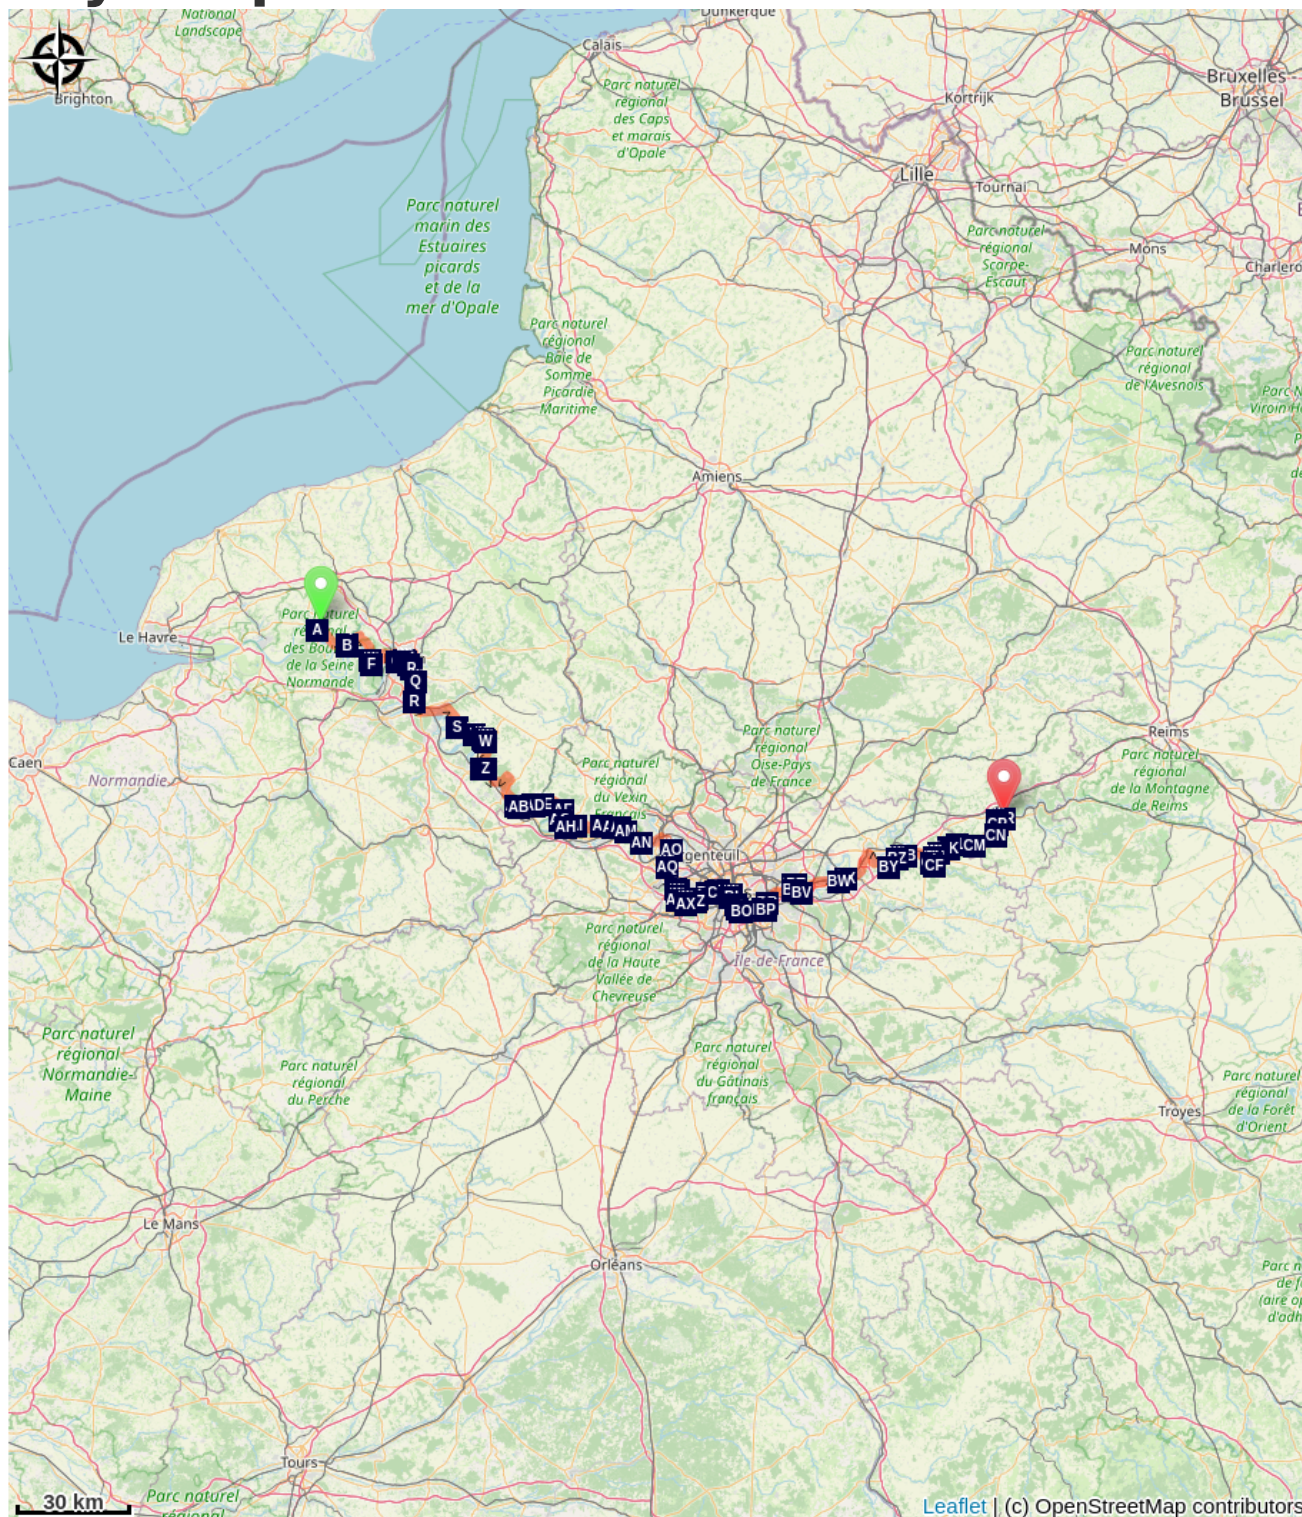 National
Landscape
Brighton
Dunkerque
Calais
Parc naturel
régional
des Caps
et marais
d'Opale
Bruxelles -
Brussel
Kortrijk
Lille
Tournai
Parc naturel
marin des
Estuaires
picards
et de la
mer d'Opale
Parc naturel
régional
Scarpe-
Escaut
Mons
Parc naturel
régional
Baie de
Somme
Picardie
Maritime
Parc naturel
régional
de l'Avesnois
Amiens
Le Havre
Parc naturel
de la Seine
Normande
A
B
F
Q
R
S
W
Z
Caen
Normandie
Reims
Parc naturel
régional
de la Montagne
de Reims
Parc naturel
régional
Oise-Pays
de France
Parc naturel
régional
du Vexin
Français
AH
AM
AN
AO
AQ
AX
BO
BP
BV
BW
BY
CF
CM
CN
Parc naturel
régional
de la Haute
Vallée de
Chevreuse
Île-de-France
Parc naturel
régional
Normandie-
Maine
Parc naturel
régional
du Perche
Parc naturel
régional
du Gâtinais
français
Parc naturel
régional
de la Forêt
d'Orient
Troyes
Le Mans
Orléans
Tours
Parc naturel
30 km
Leaflet | (c) OpenStreetMap contributors